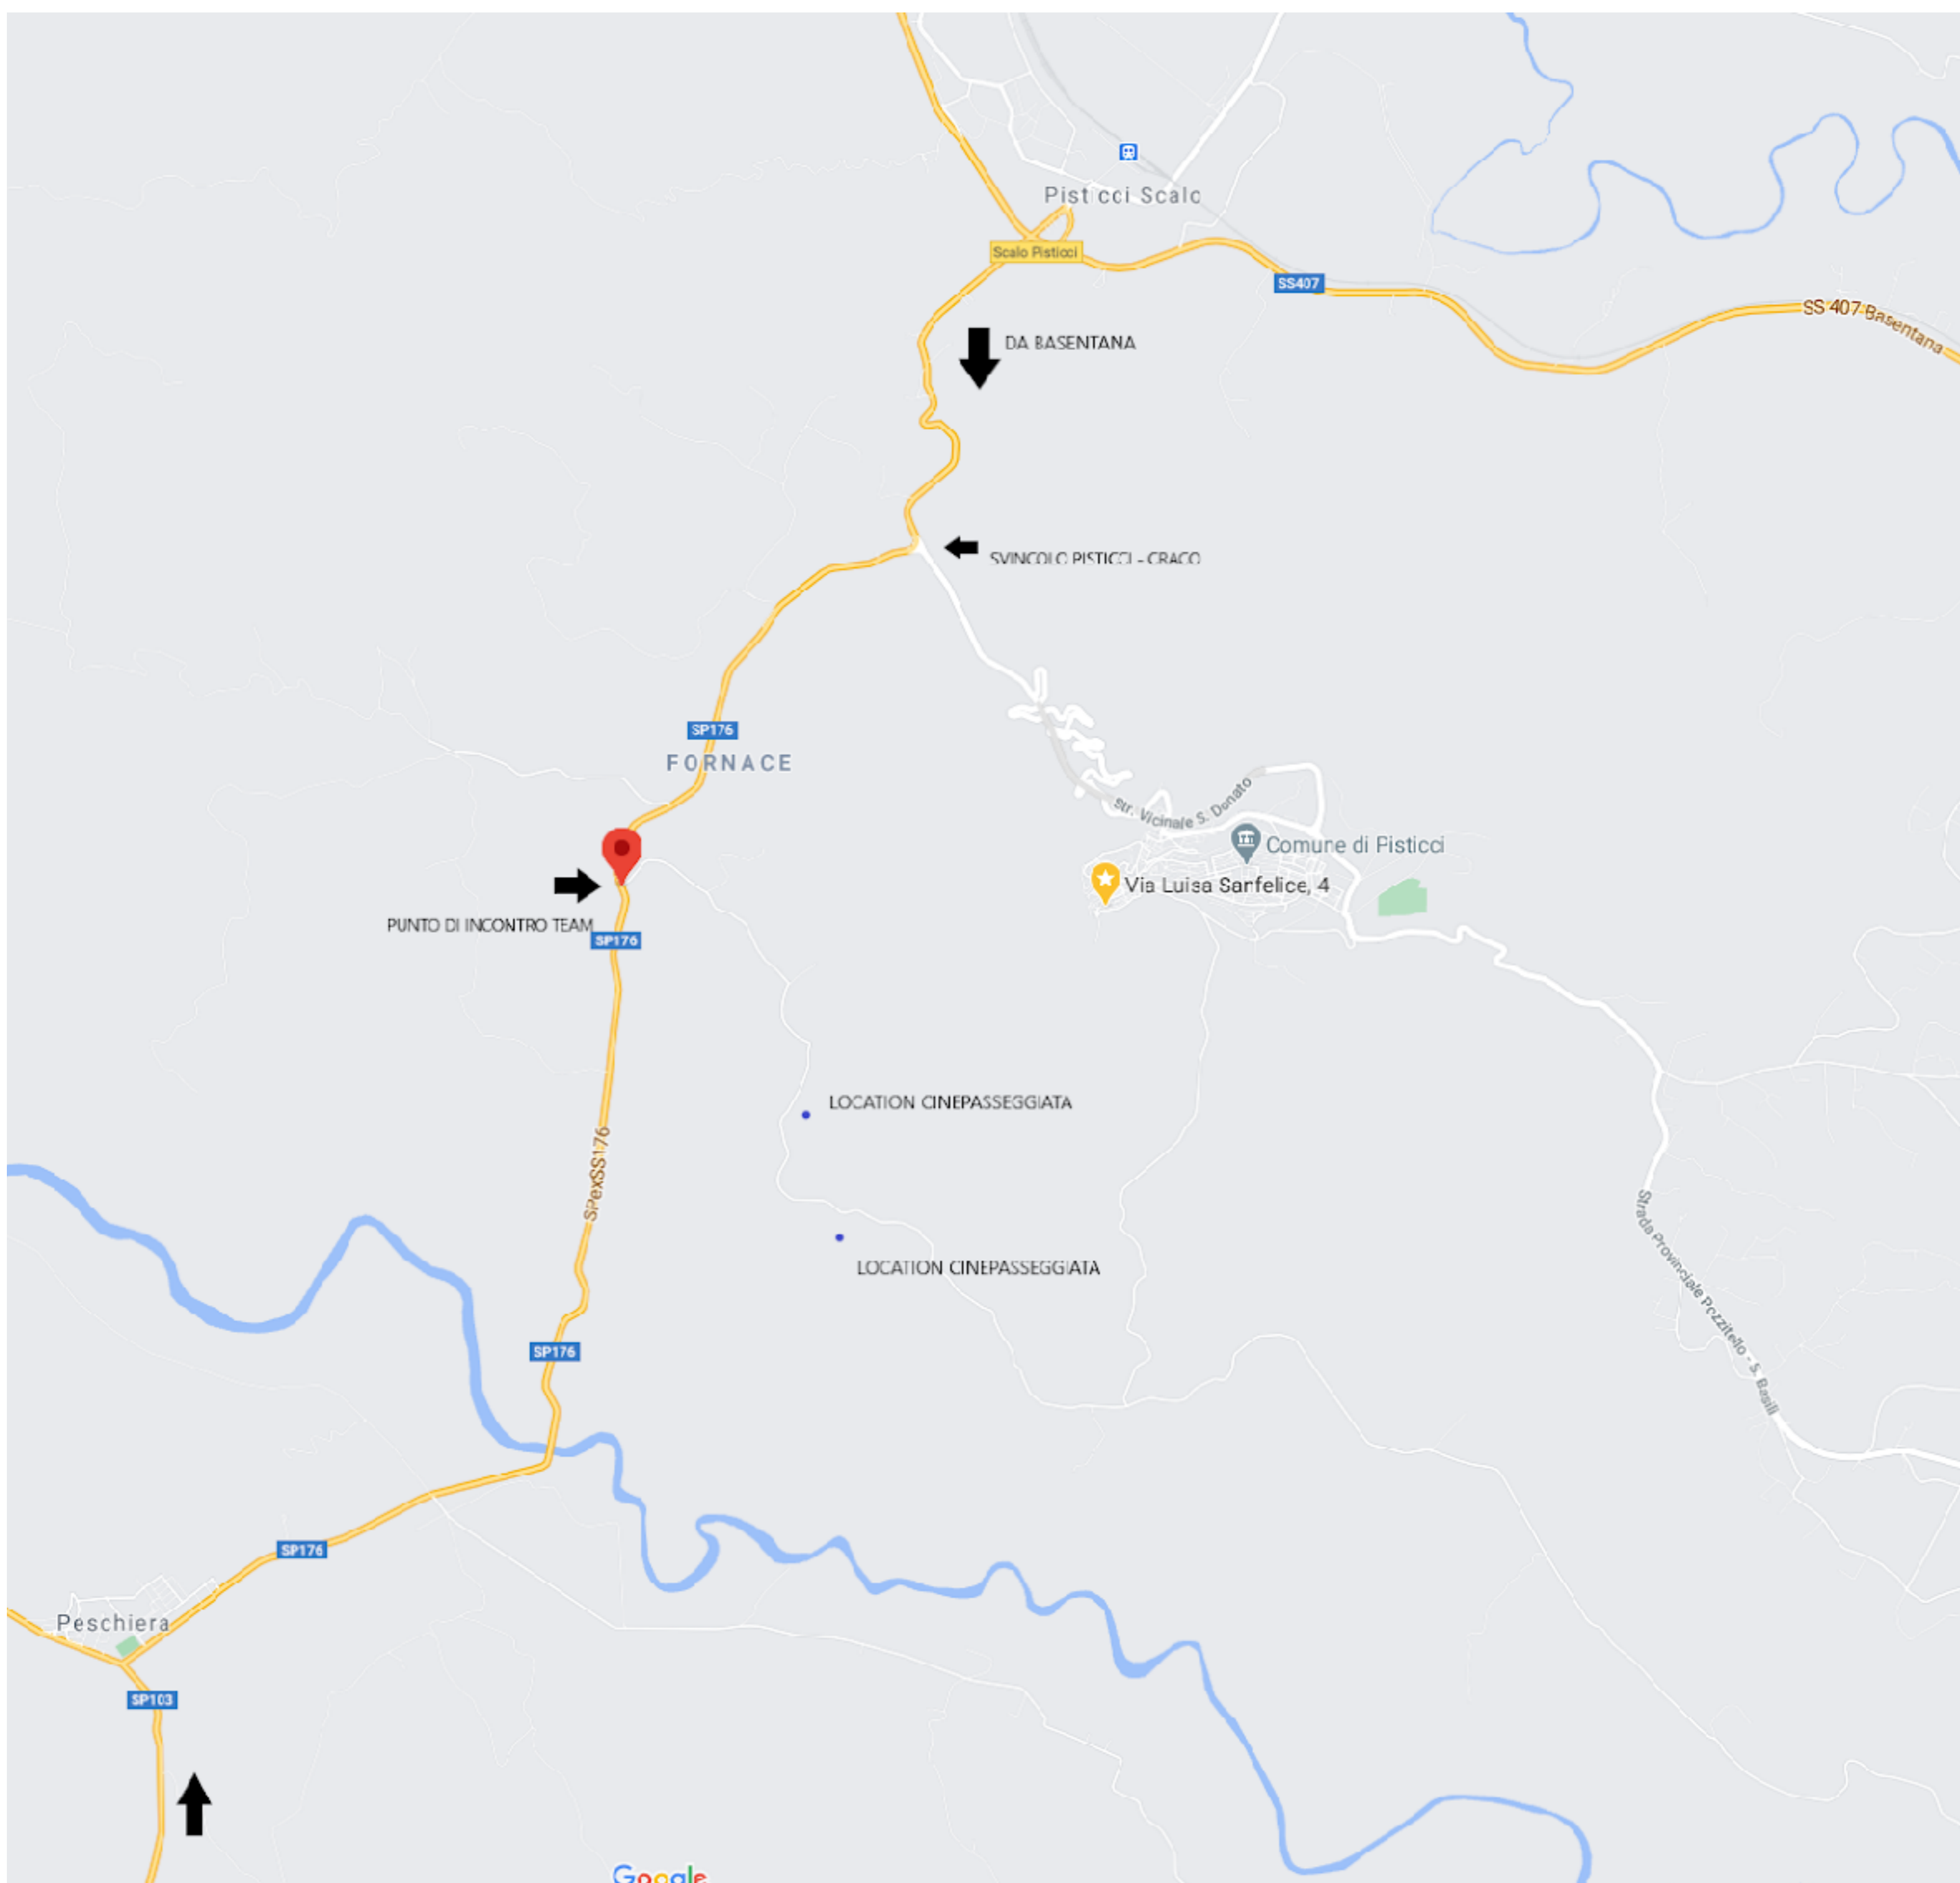 Pisticci Scalo
Scalo Pisticci
SS407
SS 407 Basentana
DA BASENTANA
SVINCOLO PISTICCI - CRACO
SP176
FORNACE
Str. Vicinale S. Donato
Comune di Pisticci
Via Luisa Sanfelice, 4
PUNTO DI INCONTRO TEAM
SP176
LOCATION CINEPASSEGGIATA
SPexSS176
Strada Provinciale Pozzitello - S. Basili
LOCATION CINEPASSEGGIATA
SP176
SP176
Peschiera
SP103
Google